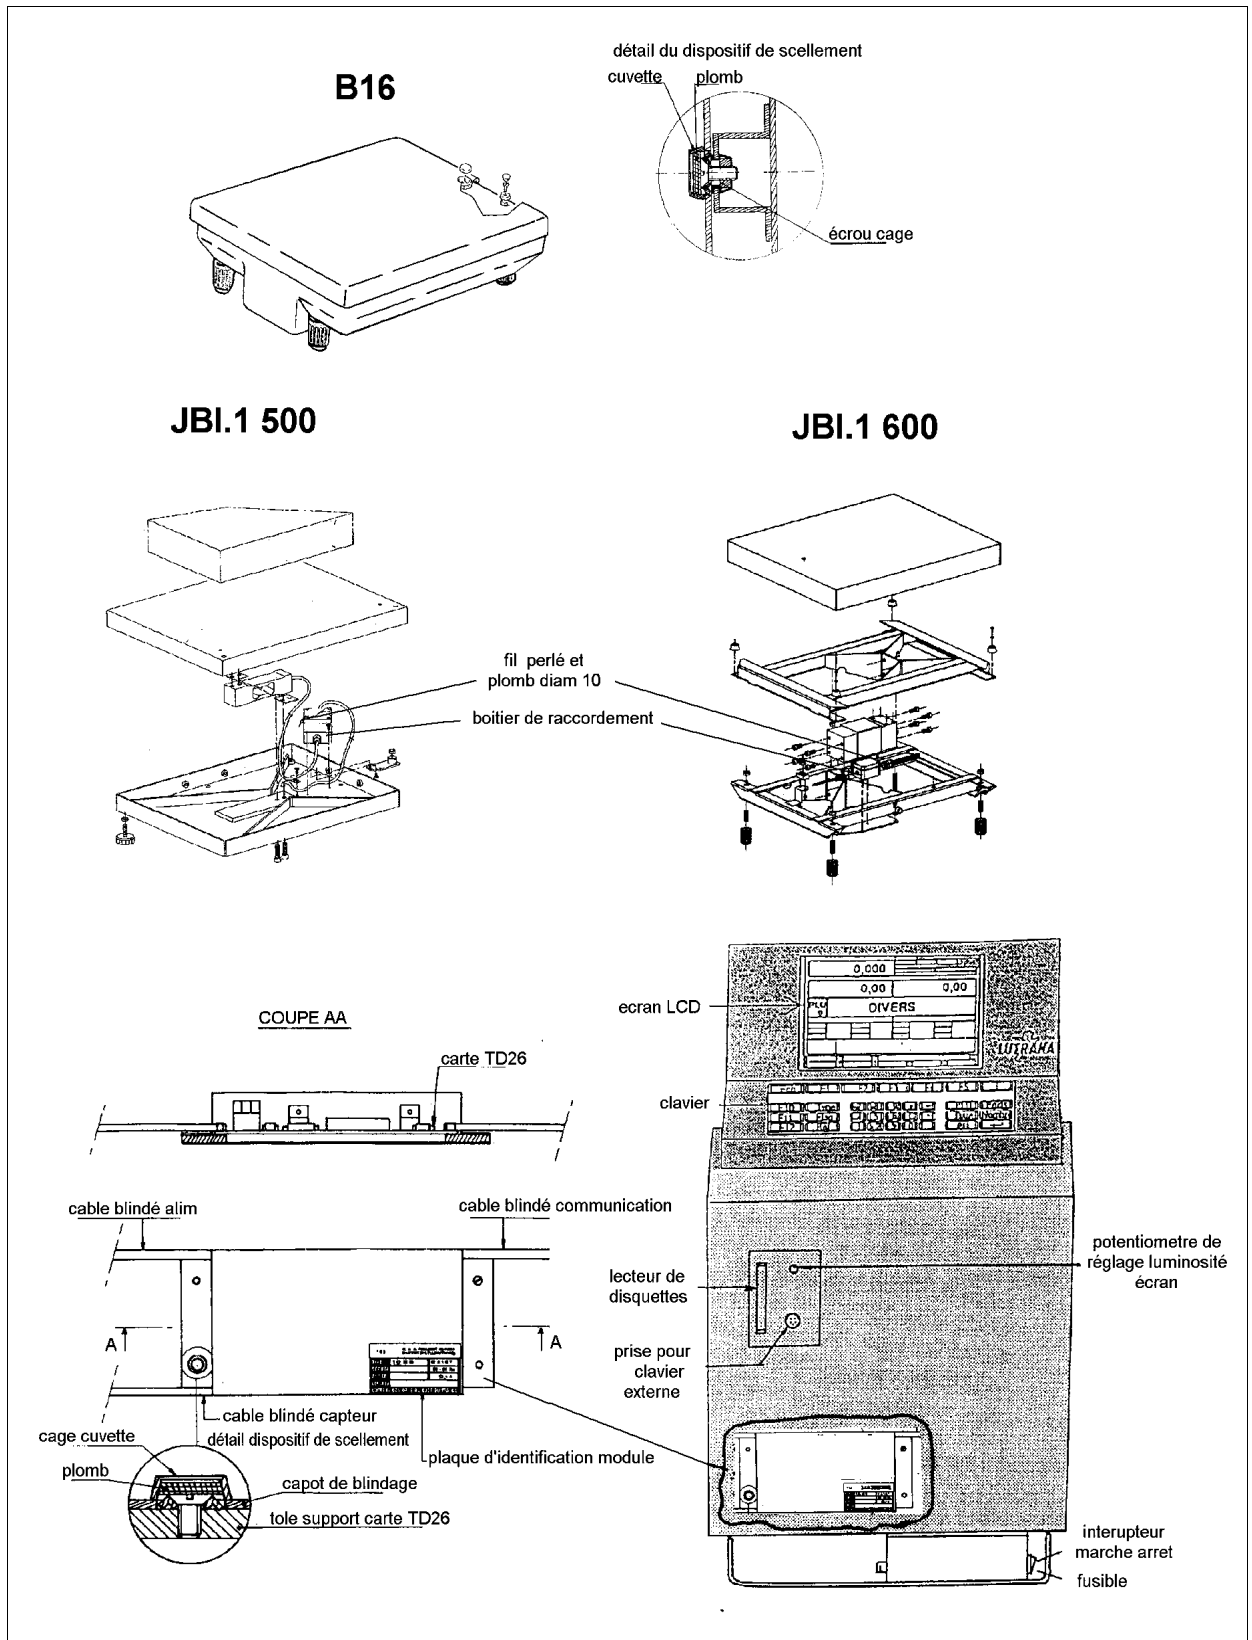 B16
détail du dispositif de scellement
cuvette
plomb
écrou cage
JBI.1 500
JBI.1 600
fil perlé et
plomb diam 10
boitier de raccordement
COUPE AA
carte TD26
cable blindé alim
cable blindé communication
A
A
cable blindé capteur
cage cuvette
détail dispositif de scellement
plomb
plaque d'identification module
capot de blindage
tole support carte TD26
ecran LCD
0,000
0,00
0,00
PLU
DIVERS
LUTRANA
clavier
potentiometre de
réglage luminosité
écran
lecteur de
disquettes
prise pour
clavier
externe
interupteur
marche arret
fusible